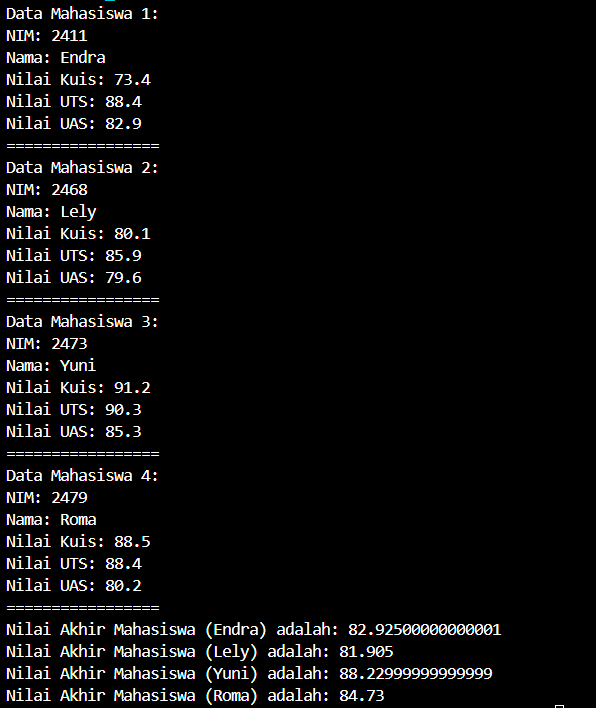 Data Mahasiswa 1:
NIM: 2411
Nama: Endra
Nilai Kuis: 73.4
Nilai UTS: 88.4
Nilai UAS: 82.9
=================
Data Mahasiswa 2:
NIM: 2468
Nama: Lely
Nilai Kuis: 80.1
Nilai UTS: 85.9
Nilai UAS: 79.6
=================
Data Mahasiswa 3:
NIM: 2473
Nama: Yuni
Nilai Kuis: 91.2
Nilai UTS: 90.3
Nilai UAS: 85.3
=================
Data Mahasiswa 4:
NIM: 2479
Nama: Roma
Nilai Kuis: 88.5
Nilai UTS: 88.4
Nilai UAS: 80.2
=================
Nilai Akhir Mahasiswa (Endra) adalah: 82.92500000000001
Nilai Akhir Mahasiswa (Lely) adalah: 81.905
Nilai Akhir Mahasiswa (Yuni) adalah: 88.22999999999999
Nilai Akhir Mahasiswa (Roma) adalah: 84.73